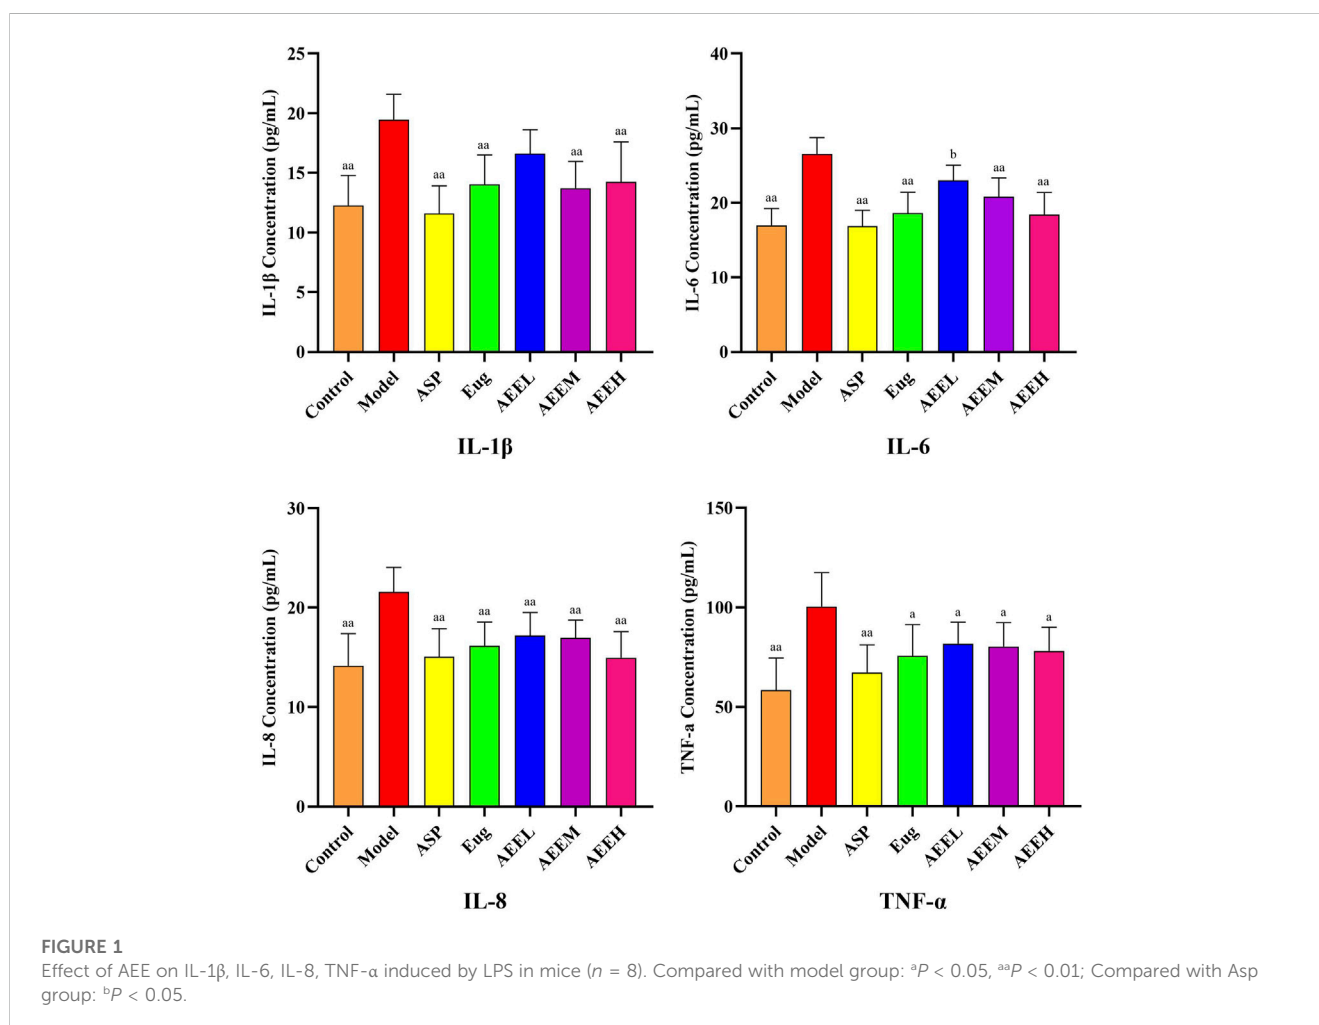 25
20
15
10
5
0
IL-1β Concentration (pg/mL)
aa
aa
aa
aa
aa
Control
Model
ASP
Eug
AEEL
AEEM
AEEH
IL-1β
40
30
20
10
0
IL-6 Concentration (pg/mL)
aa
aa
aa
b
aa
aa
Control
Model
ASP
Eug
AEEL
AEEM
AEEH
IL-6
30
20
10
0
IL-8 Concentration (pg/mL)
aa
aa
aa
aa
aa
aa
Control
Model
ASP
Eug
AEEL
AEEM
AEEH
IL-8
150
100
50
0
TNF-a Concentration (pg/mL)
aa
aa
a
a
a
a
Control
Model
ASP
Eug
AEEL
AEEM
AEEH
TNF-α
FIGURE 1
Effect of AEE on IL-1β, IL-6, IL-8, TNF-α induced by LPS in mice (n = 8). Compared with model group: ᵃP < 0.05, ᵃᵃP < 0.01; Compared with Asp
group: ᵇP < 0.05.